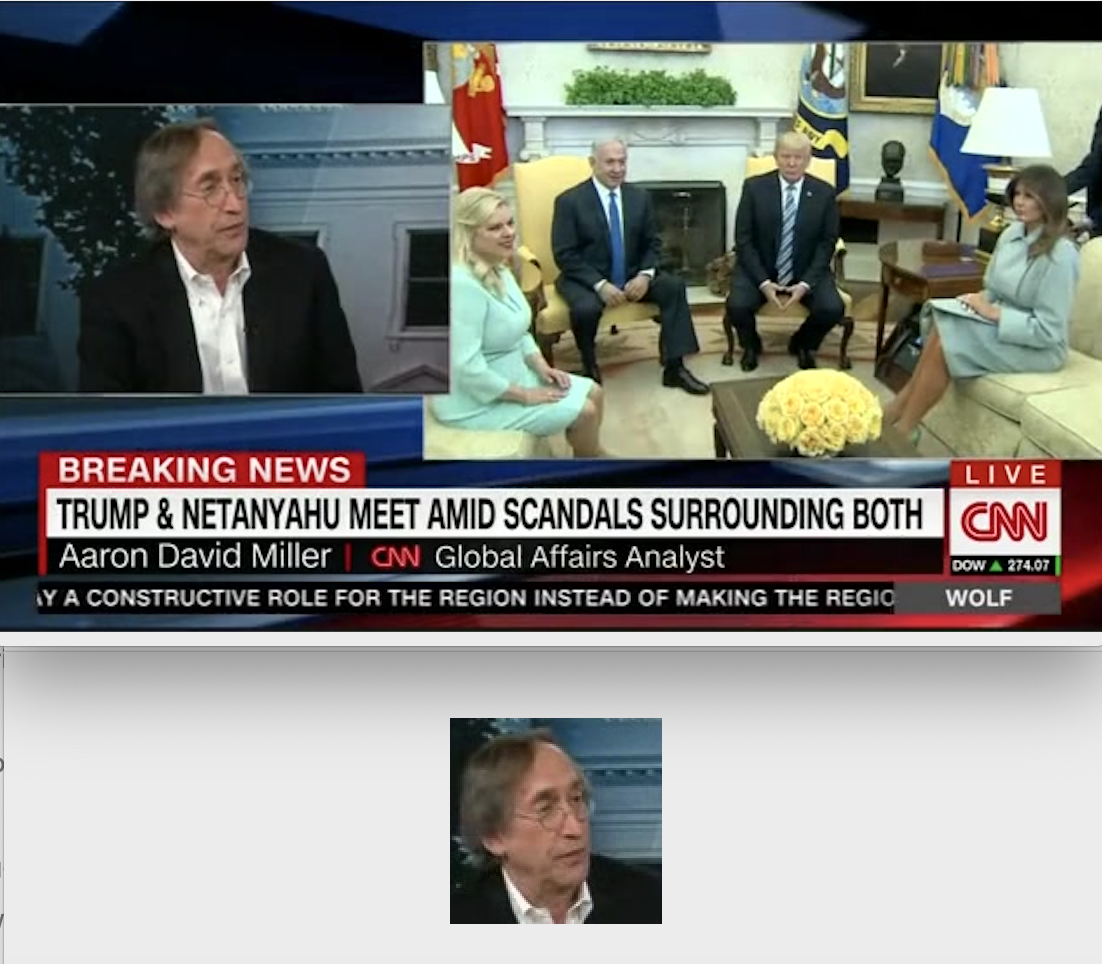 BREAKING NEWS
TRUMP & NETANYAHU MEET AMID SCANDALS SURROUNDING BOTH
Aaron David Miller | CNN Global Affairs Analyst
LIVE
CNN
DOW ▲ 274.07
AY A CONSTRUCTIVE ROLE FOR THE REGION INSTEAD OF MAKING THE REGIO
WOLF